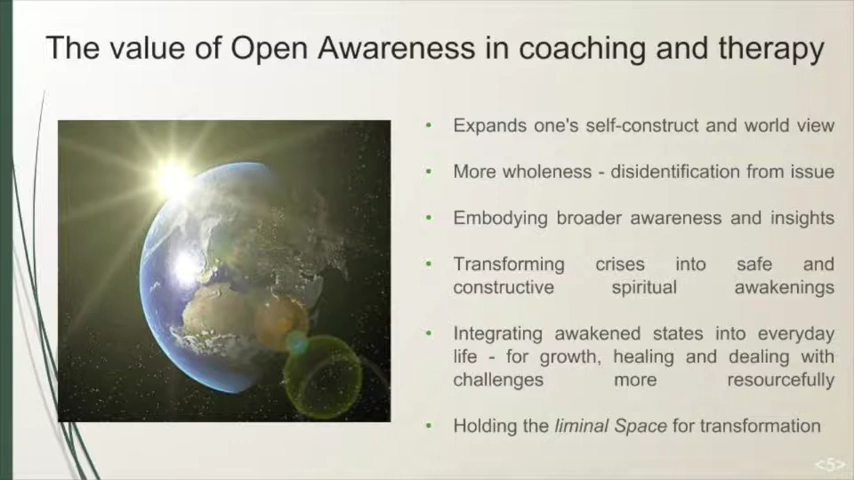 The value of Open Awareness in coaching and therapy
• Expands one's self-construct and world view
• More wholeness - disidentification from issue
• Embodying broader awareness and insights
• Transforming crises into safe and
constructive spiritual awakenings
• Integrating awakened states into everyday
life - for growth, healing and dealing with
challenges more resourcefully
• Holding the liminal Space for transformation
<5>